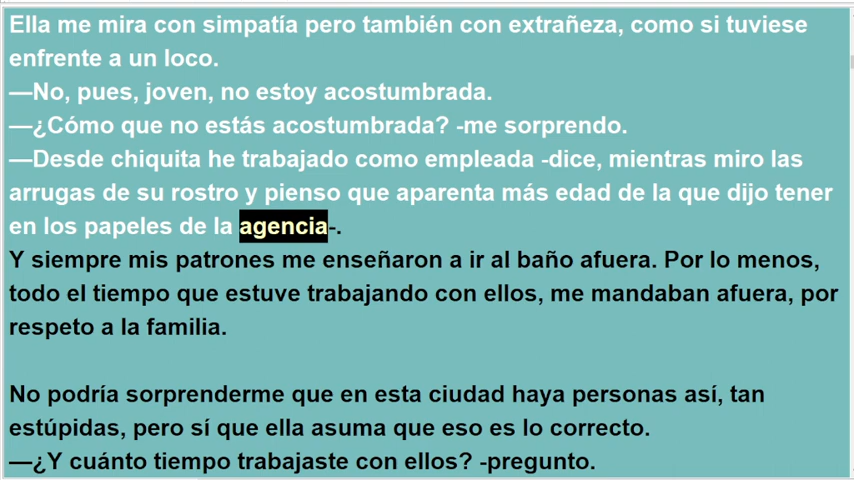 Ella me mira con simpatía pero también con extrañeza, como si tuviese
enfrente a un loco.
—No, pues, joven, no estoy acostumbrada.
—¿Cómo que no estás acostumbrada? -me sorprendo.
—Desde chiquita he trabajado como empleada -dice, mientras miro las
arrugas de su rostro y pienso que aparenta más edad de la que dijo tener
en los papeles de la agencia-.
Y siempre mis patrones me enseñaron a ir al baño afuera. Por lo menos,
todo el tiempo que estuve trabajando con ellos, me mandaban afuera, por
respeto a la familia.
No podría sorprenderme que en esta ciudad haya personas así, tan
estúpidas, pero sí que ella asuma que eso es lo correcto.
—¿Y cuánto tiempo trabajaste con ellos? -pregunto.